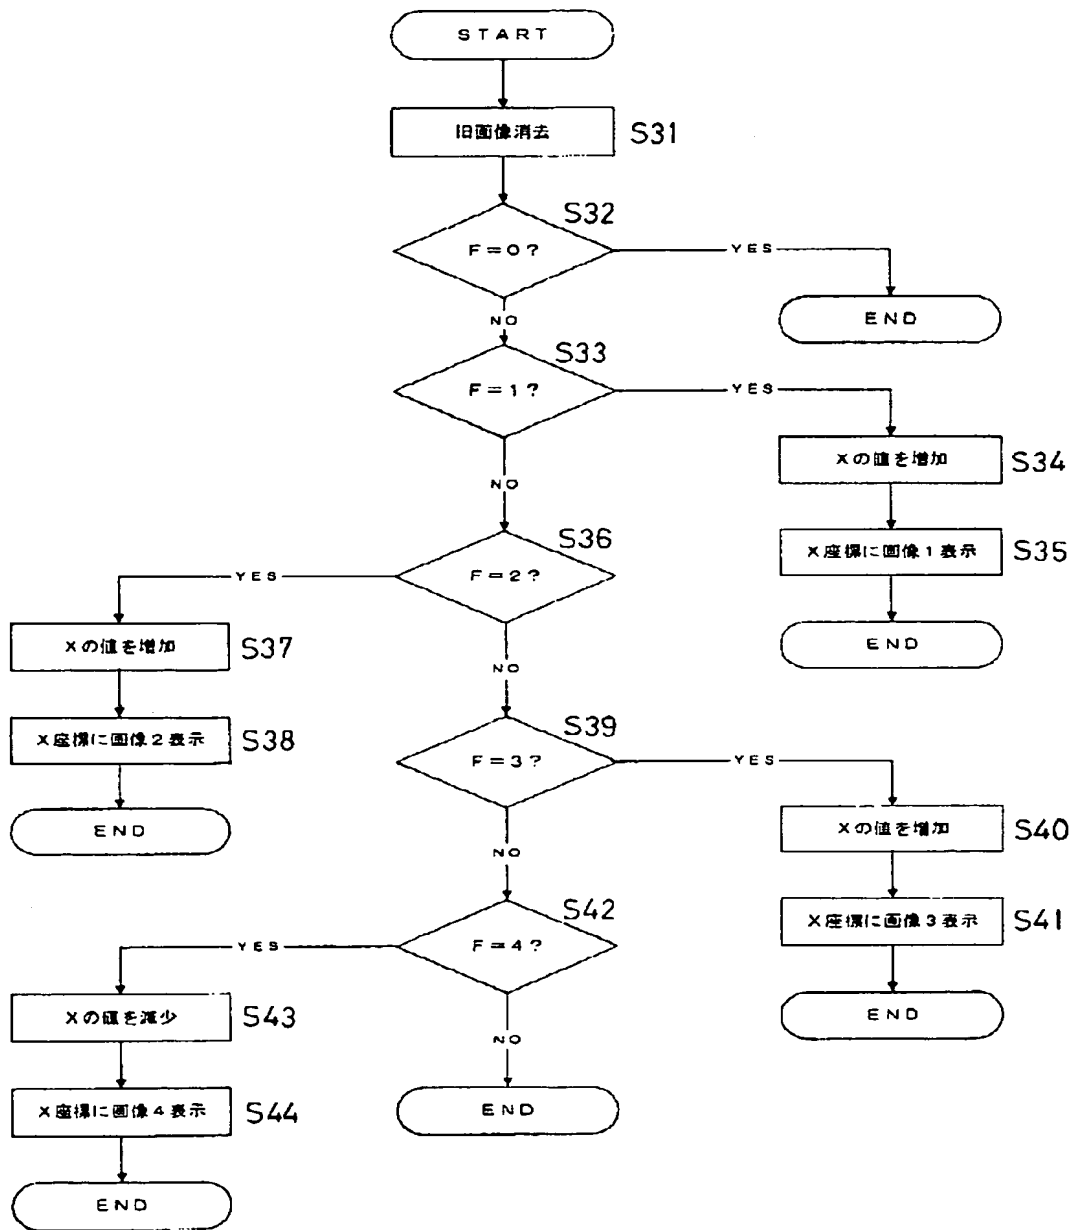 START
旧画像消去
S31
S32
F=0?
YES
END
NO
S33
F=1?
YES
Xの値を増加
S34
NO
X座標に画像1表示
S35
S36
F=2?
YES
END
Xの値を増加
S37
NO
X座標に画像2表示
S38
S39
F=3?
YES
END
Xの値を増加
S40
NO
X座標に画像3表示
S41
S42
F=4?
YES
END
Xの値を減少
S43
NO
X座標に画像4表示
S44
END
END